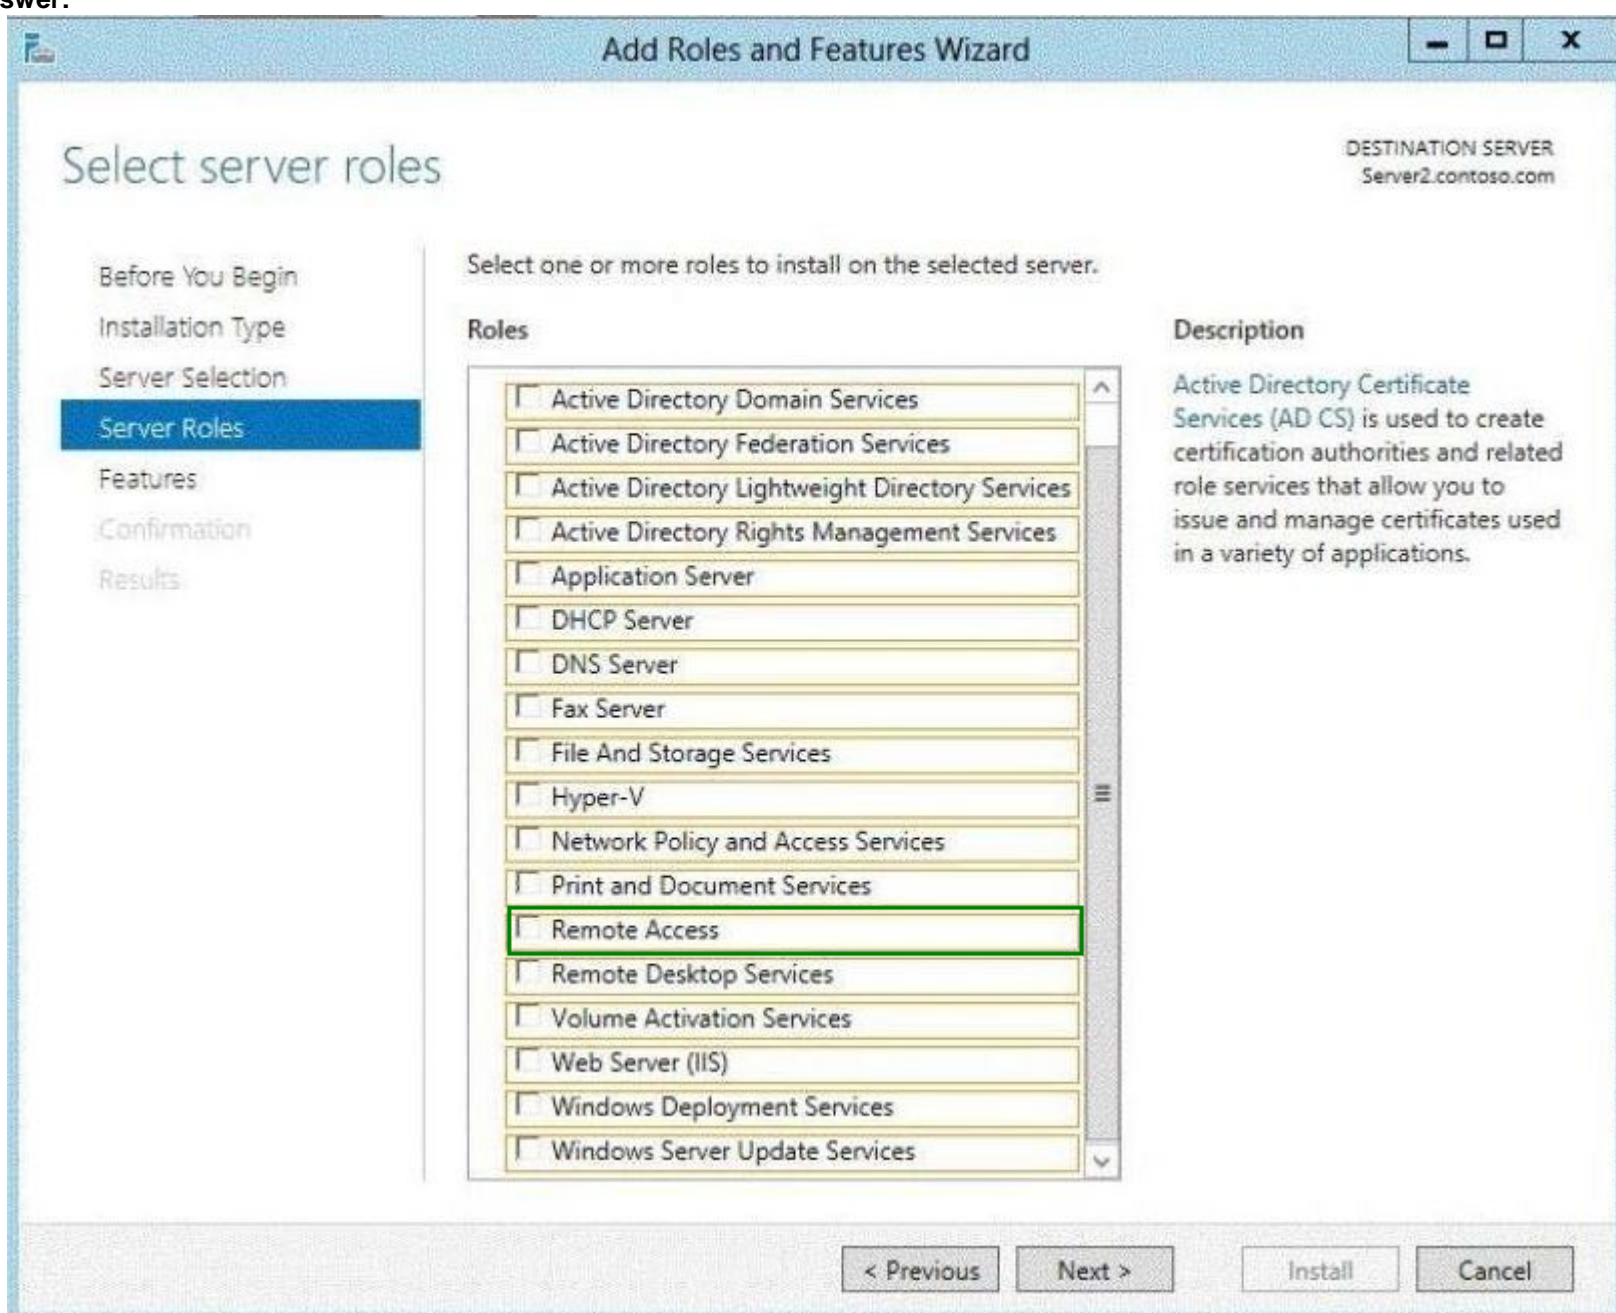 Add Roles and Features Wizard
Select server roles
DESTINATION SERVER
Server2.contoso.com
Before You Begin
Installation Type
Server Selection
Server Roles
Features
Confirmation
Results
Select one or more roles to install on the selected server.
Roles
Active Directory Domain Services
Active Directory Federation Services
Active Directory Lightweight Directory Services
Active Directory Rights Management Services
Application Server
DHCP Server
DNS Server
Fax Server
File And Storage Services
Hyper-V
Network Policy and Access Services
Print and Document Services
Remote Access
Remote Desktop Services
Volume Activation Services
Web Server (IIS)
Windows Deployment Services
Windows Server Update Services
Description
Active Directory Certificate
Services (AD CS) is used to create
certification authorities and related
role services that allow you to
issue and manage certificates used
in a variety of applications.
< Previous
Next >
Install
Cancel